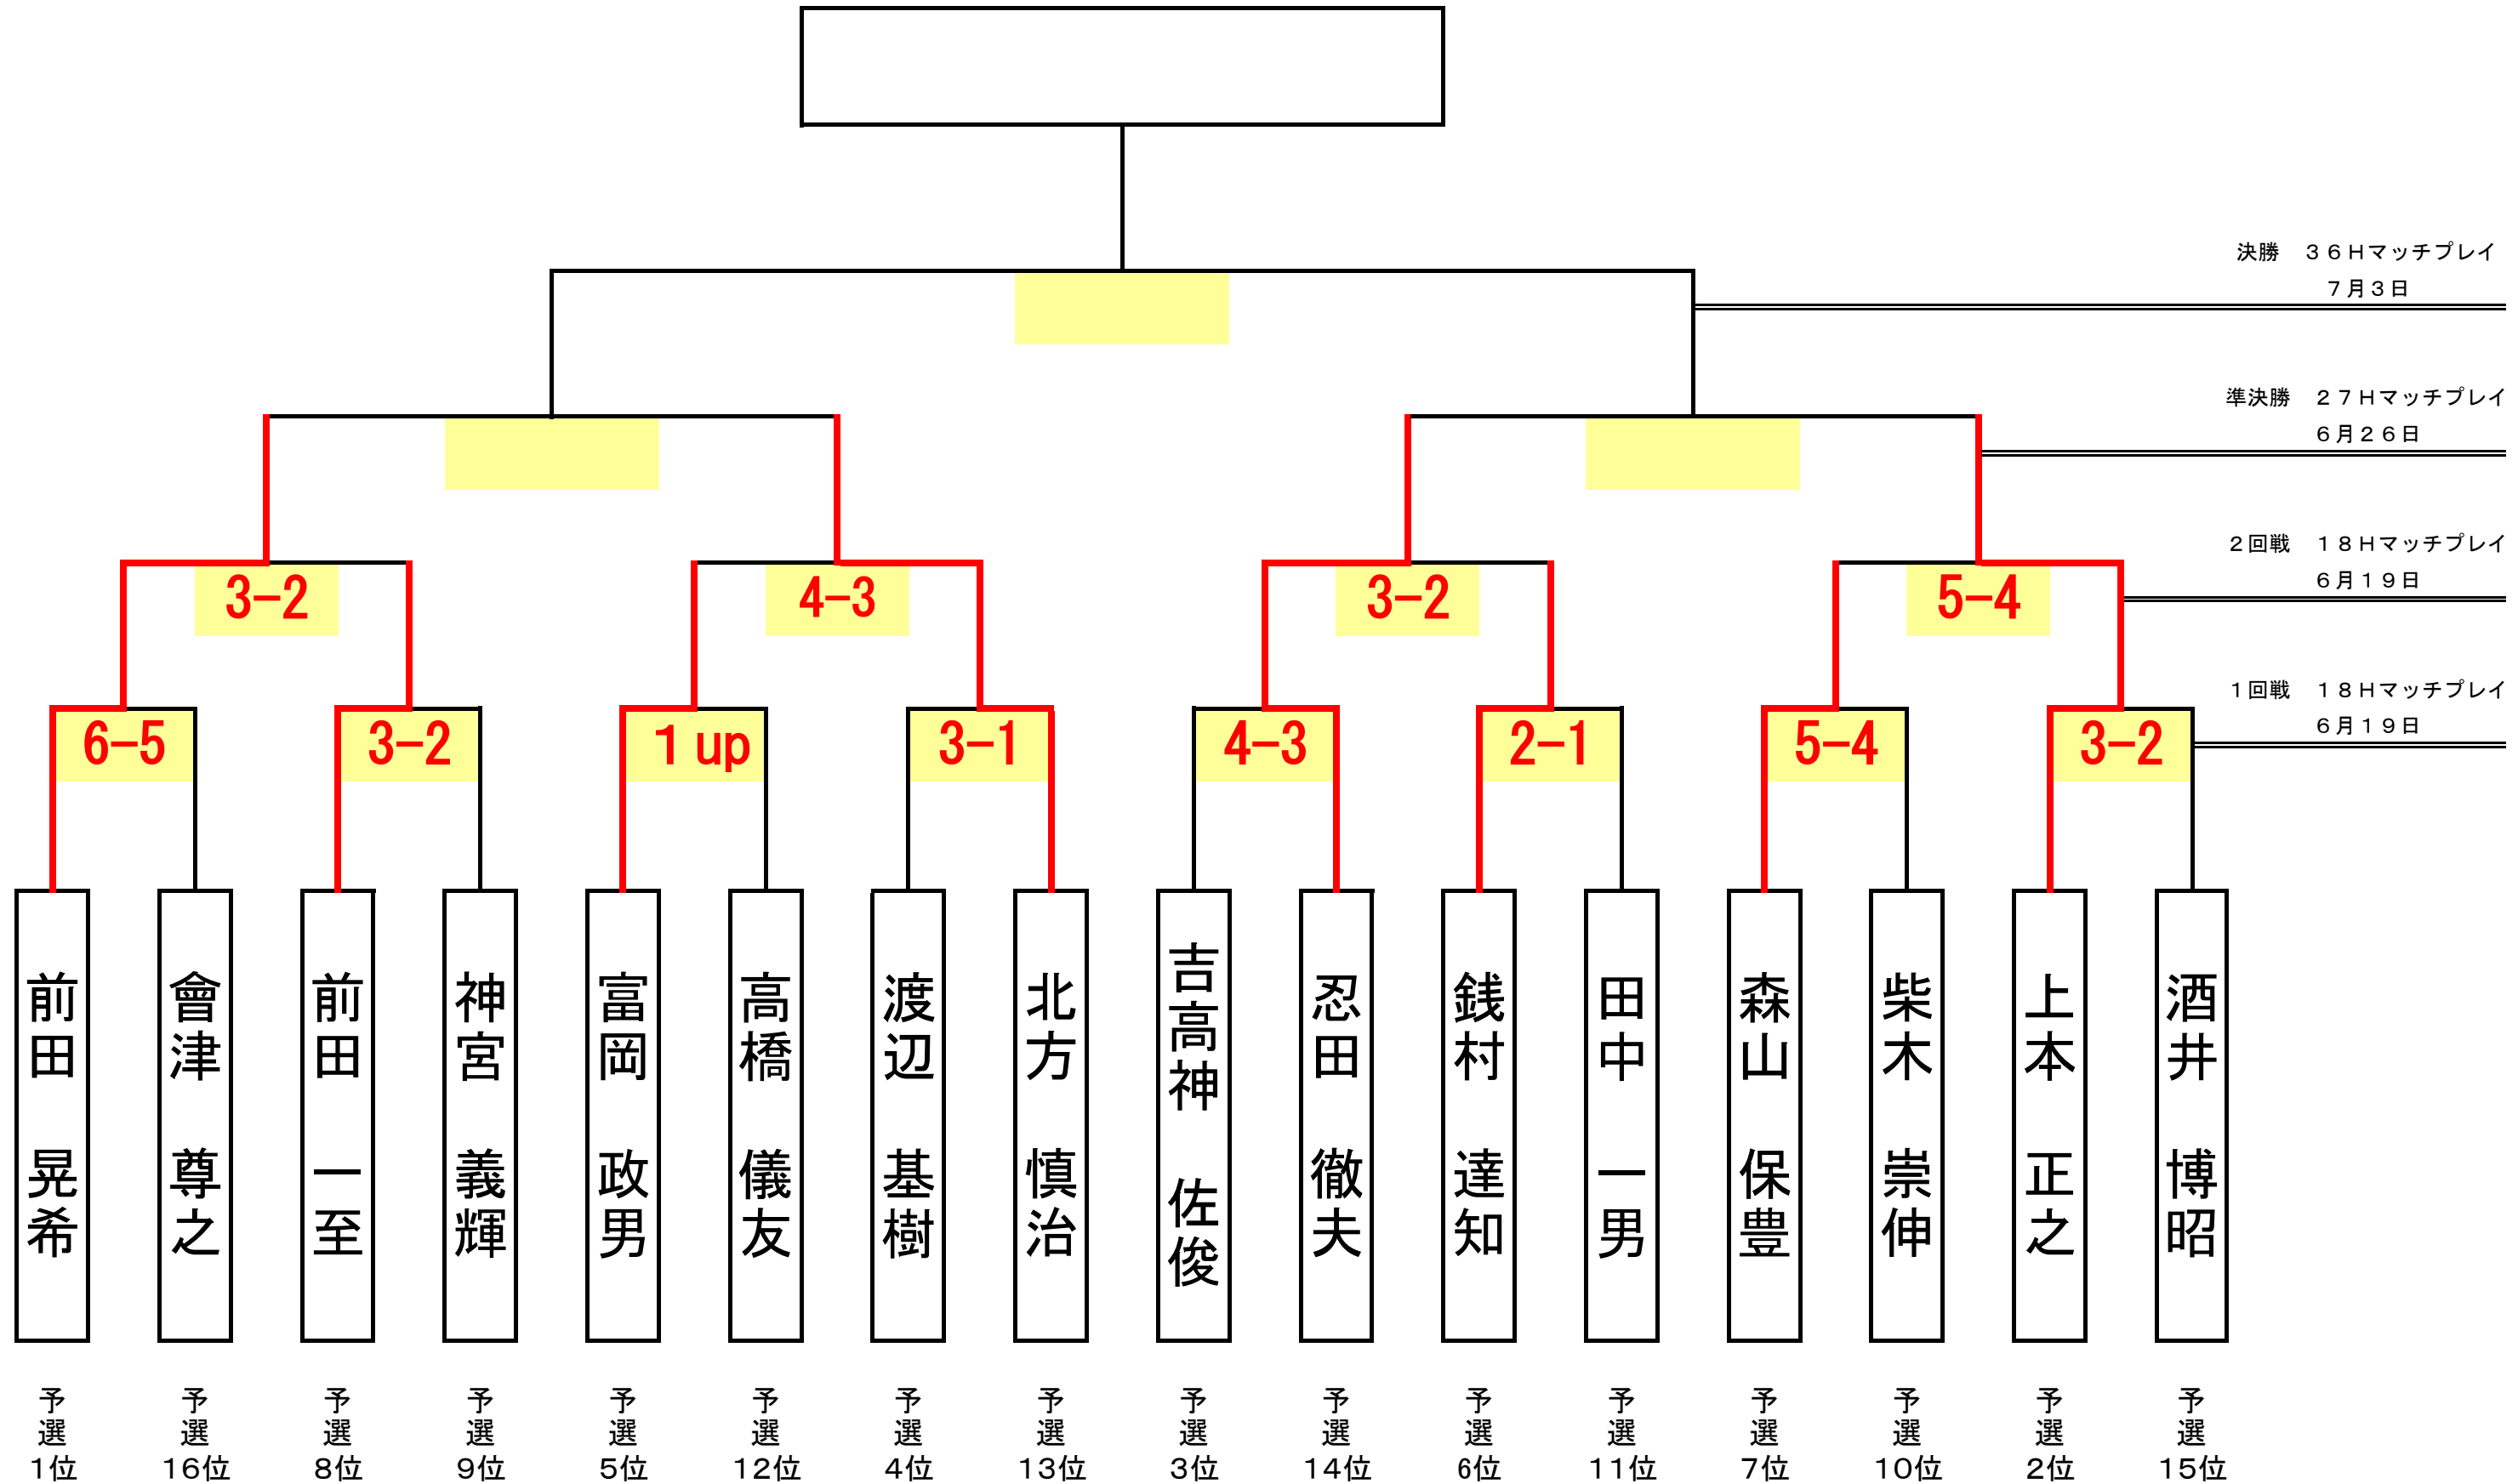 決勝　３６Ｈマッチプレイ
７月３日
準決勝　２７Ｈマッチプレイ
６月２６日
２回戦　１８Ｈマッチプレイ
６月１９日
3-2
4-3
3-2
5-4
１回戦　１８Ｈマッチプレイ
６月１９日
6-5
3-2
1up
3-1
4-3
2-1
5-4
3-2
前田　晃希
會津　尊之
前田　一至
神宮　義輝
富岡　政男
高橋　儀友
渡辺　基樹
北方　慎治
吉高神　佐俊
忍田　徹夫
銭村　達知
田中　一男
森山　保豊
柴木　崇伸
上本　正之
酒井　博昭
予選1位
予選16位
予選8位
予選9位
予選5位
予選12位
予選4位
予選13位
予選3位
予選14位
予選6位
予選11位
予選7位
予選10位
予選2位
予選15位